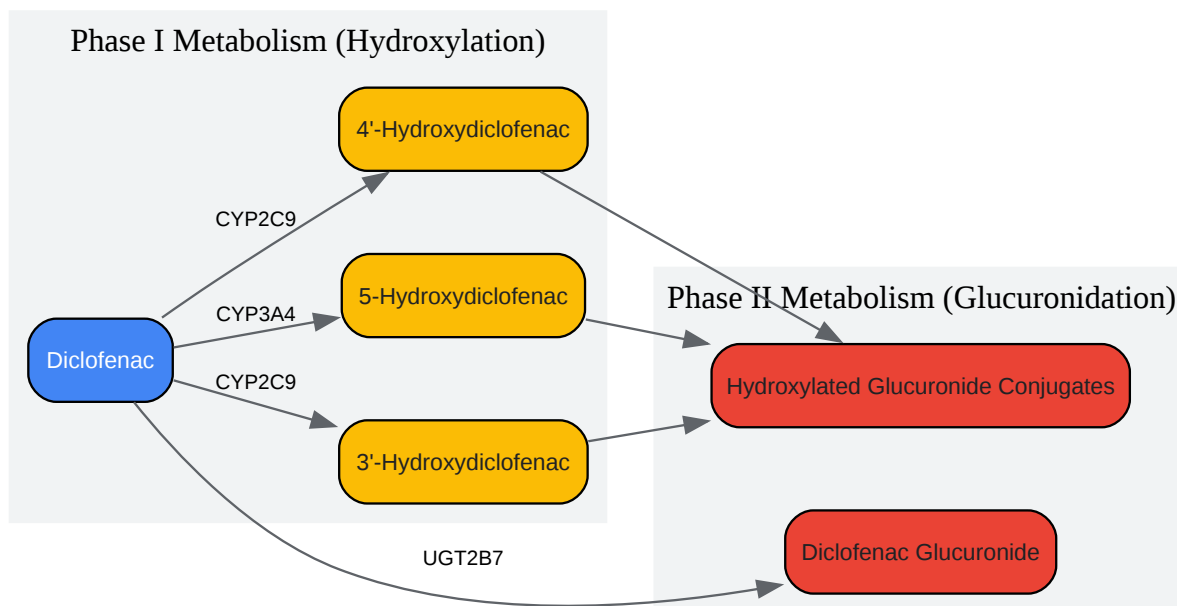 Phase I Metabolism (Hydroxylation)
4'-Hydroxydiclofenac
CYP2C9
5-Hydroxydiclofenac
CYP3A4
Diclofenac
CYP2C9
3'-Hydroxydiclofenac
UGT2B7
Phase II Metabolism (Glucuronidation)
Hydroxylated Glucuronide Conjugates
Diclofenac Glucuronide